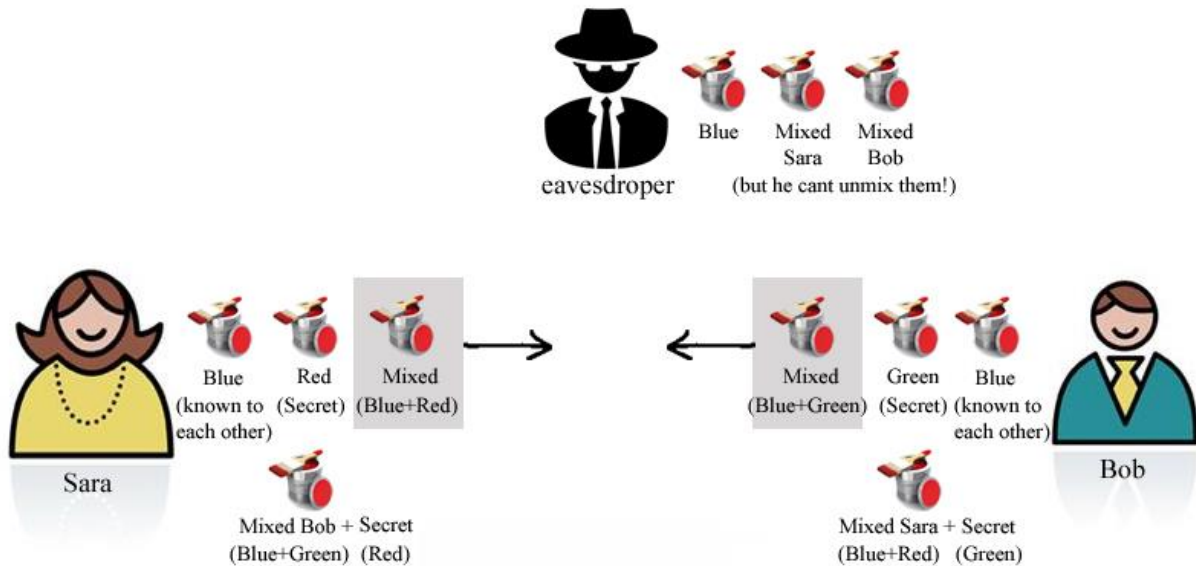 Blue Mixed Mixed
Sara Bob
eavesdroper (but he cant unmix them!)
Blue Red Mixed Mixed Green Blue
(known to (Secret) (Blue+Red) (Blue+Green) (Secret) (known to
each other) each other)
Sara Bob
Mixed Bob + Secret Mixed Sara + Secret
(Blue+Green) (Red) (Blue+Red) (Green)